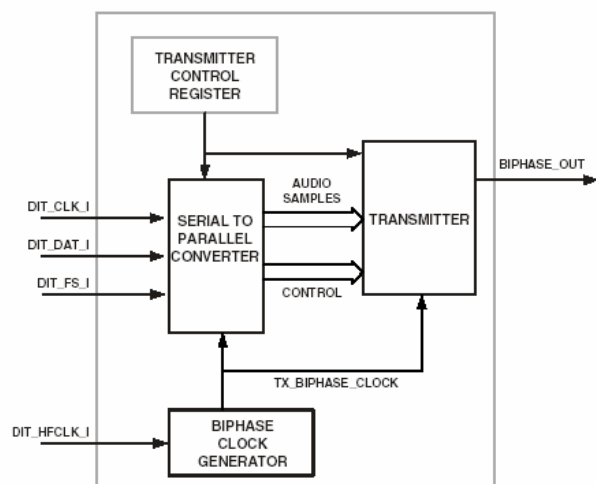 TRANSMITTER
CONTROL
REGISTER
BIPHASE_OUT
AUDIO
SAMPLES
DIT_CLK_I
SERIAL TO
PARALLEL
CONVERTER
TRANSMITTER
DIT_DAT_I
DIT_FS_I
CONTROL
TX_BIPHASE_CLOCK
DIT_HFCLK_I
BIPHASE
CLOCK
GENERATOR